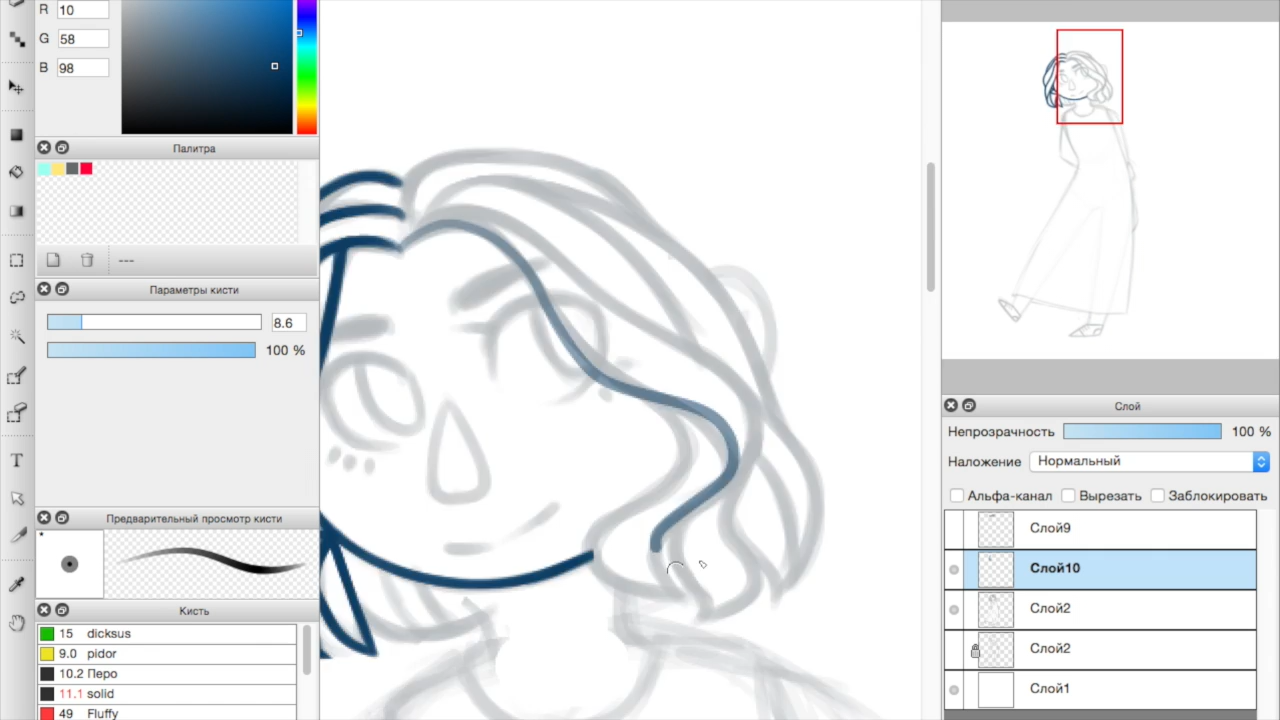 R 10
G 58
B 98
Палитра
---
Параметры кисти
8.6
100 %
Предварительный просмотр кисти
*
Кисть
15 dicksus
9.0 pidor
10.2 Перо
11.1 solid
49 Fluffy
T
Слой
Непрозрачность 100 %
Наложение Нормальный
Альфа-канал Вырезать Заблокировать
Слой9
Слой10
Слой2
Слой2
Слой1